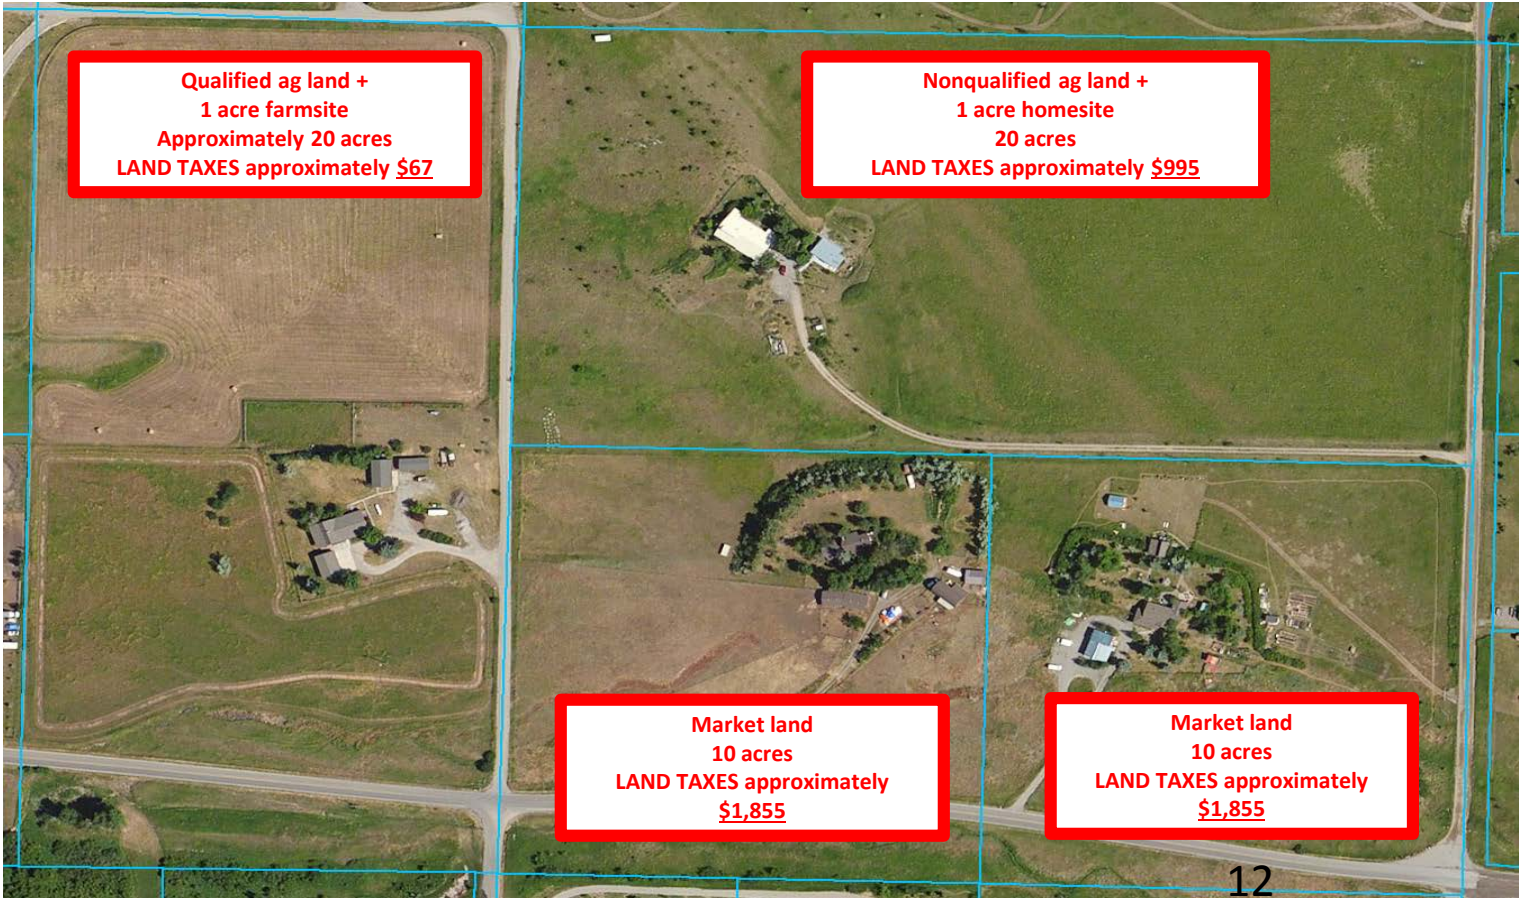 Qualified ag land +
1 acre farmsite
Approximately 20 acres
LAND TAXES approximately $67
Nonqualified ag land +
1 acre homesite
20 acres
LAND TAXES approximately $995
Market land
10 acres
LAND TAXES approximately
$1,855
Market land
10 acres
LAND TAXES approximately
$1,855
12